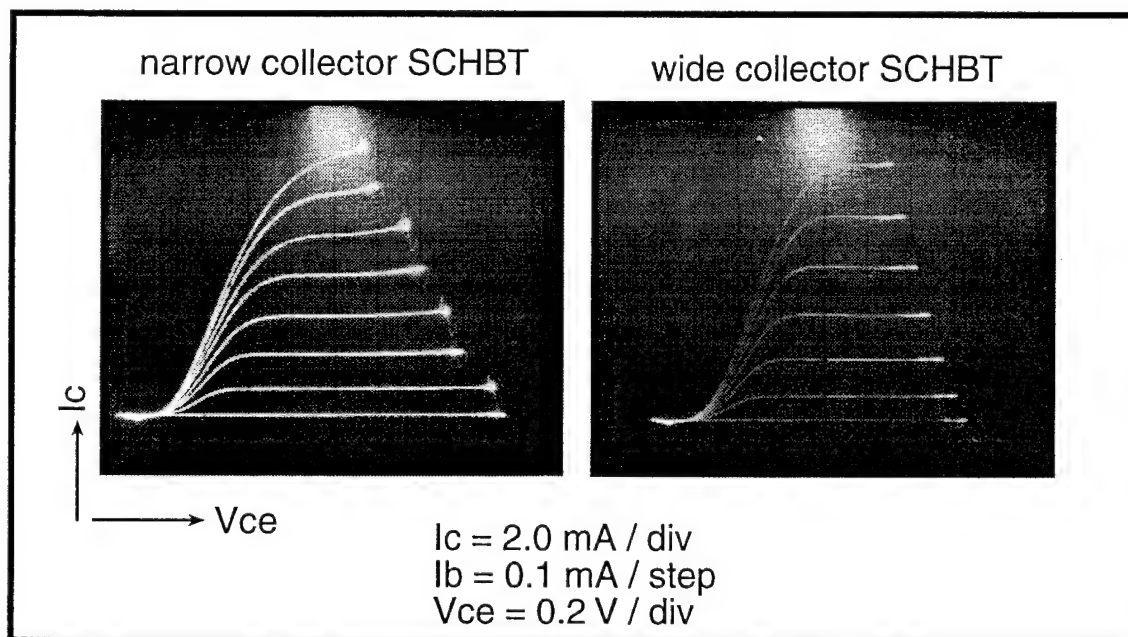 narrow collector SCHBT
wide collector SCHBT
Ic
Vce
Ic = 2.0 mA / div
Ib = 0.1 mA / step
Vce = 0.2 V / div